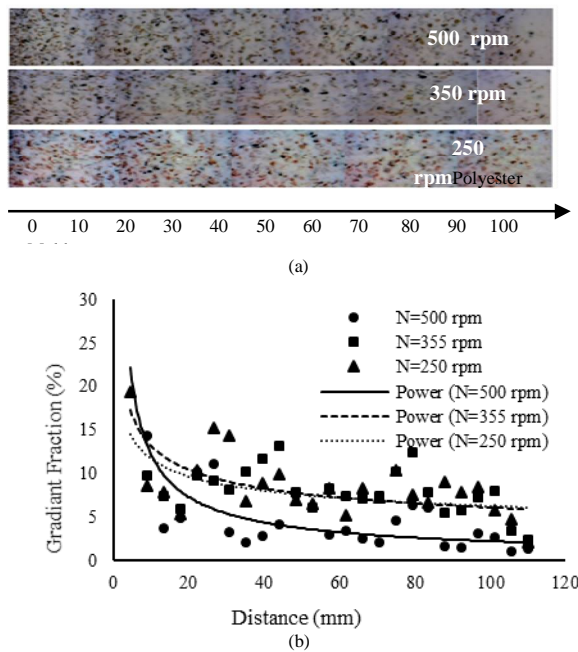 500 rpm
350 rpm
250
rpmPolyester
0 10 20 30 40 50 60 70 80 90 100
(a)
30
25
20
15
10
5
0
0 20 40 60 80 100 120
Gradiant Fraction (%)
Distance (mm)
N=500 rpm
N=355 rpm
N=250 rpm
Power (N=500 rpm)
Power (N=355 rpm)
Power (N=250 rpm)
(b)